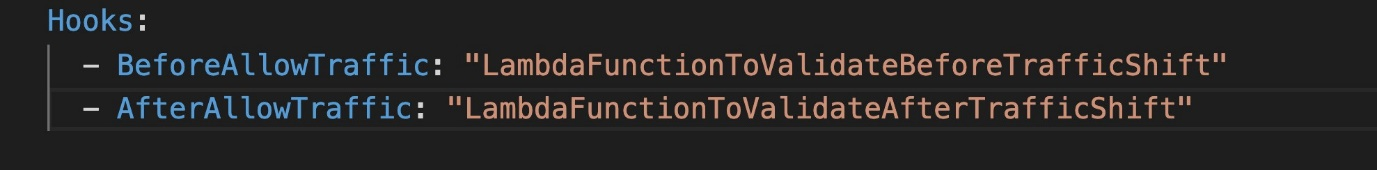 Hooks:
- BeforeAllowTraffic: "LambdaFunctionToValidateBeforeTrafficShift"
- AfterAllowTraffic: "LambdaFunctionToValidateAfterTrafficShift"